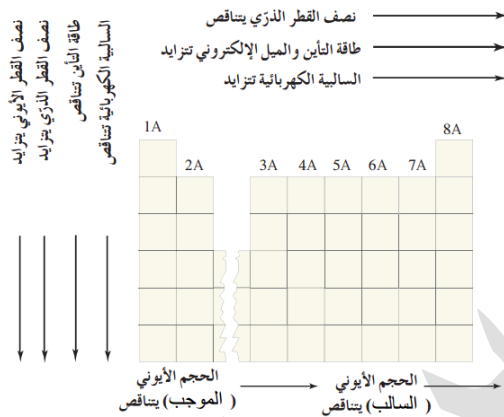 نصف القطر الذرّي يتناقص
طاقة التأين والميل الإلكتروني تتزايد
السالبية الكهربائية تتزايد
نصف القطر الأيوني يتزايد
نصف القطر الذرّي يتزايد
طاقة التأين تتناقص
السالبية الكهربائية تتناقص
1A 2A 3A 4A 5A 6A 7A 8A
الحجم الأيوني
(الموجب) يتناقص
الحجم الأيوني
(السالب) يتناقص